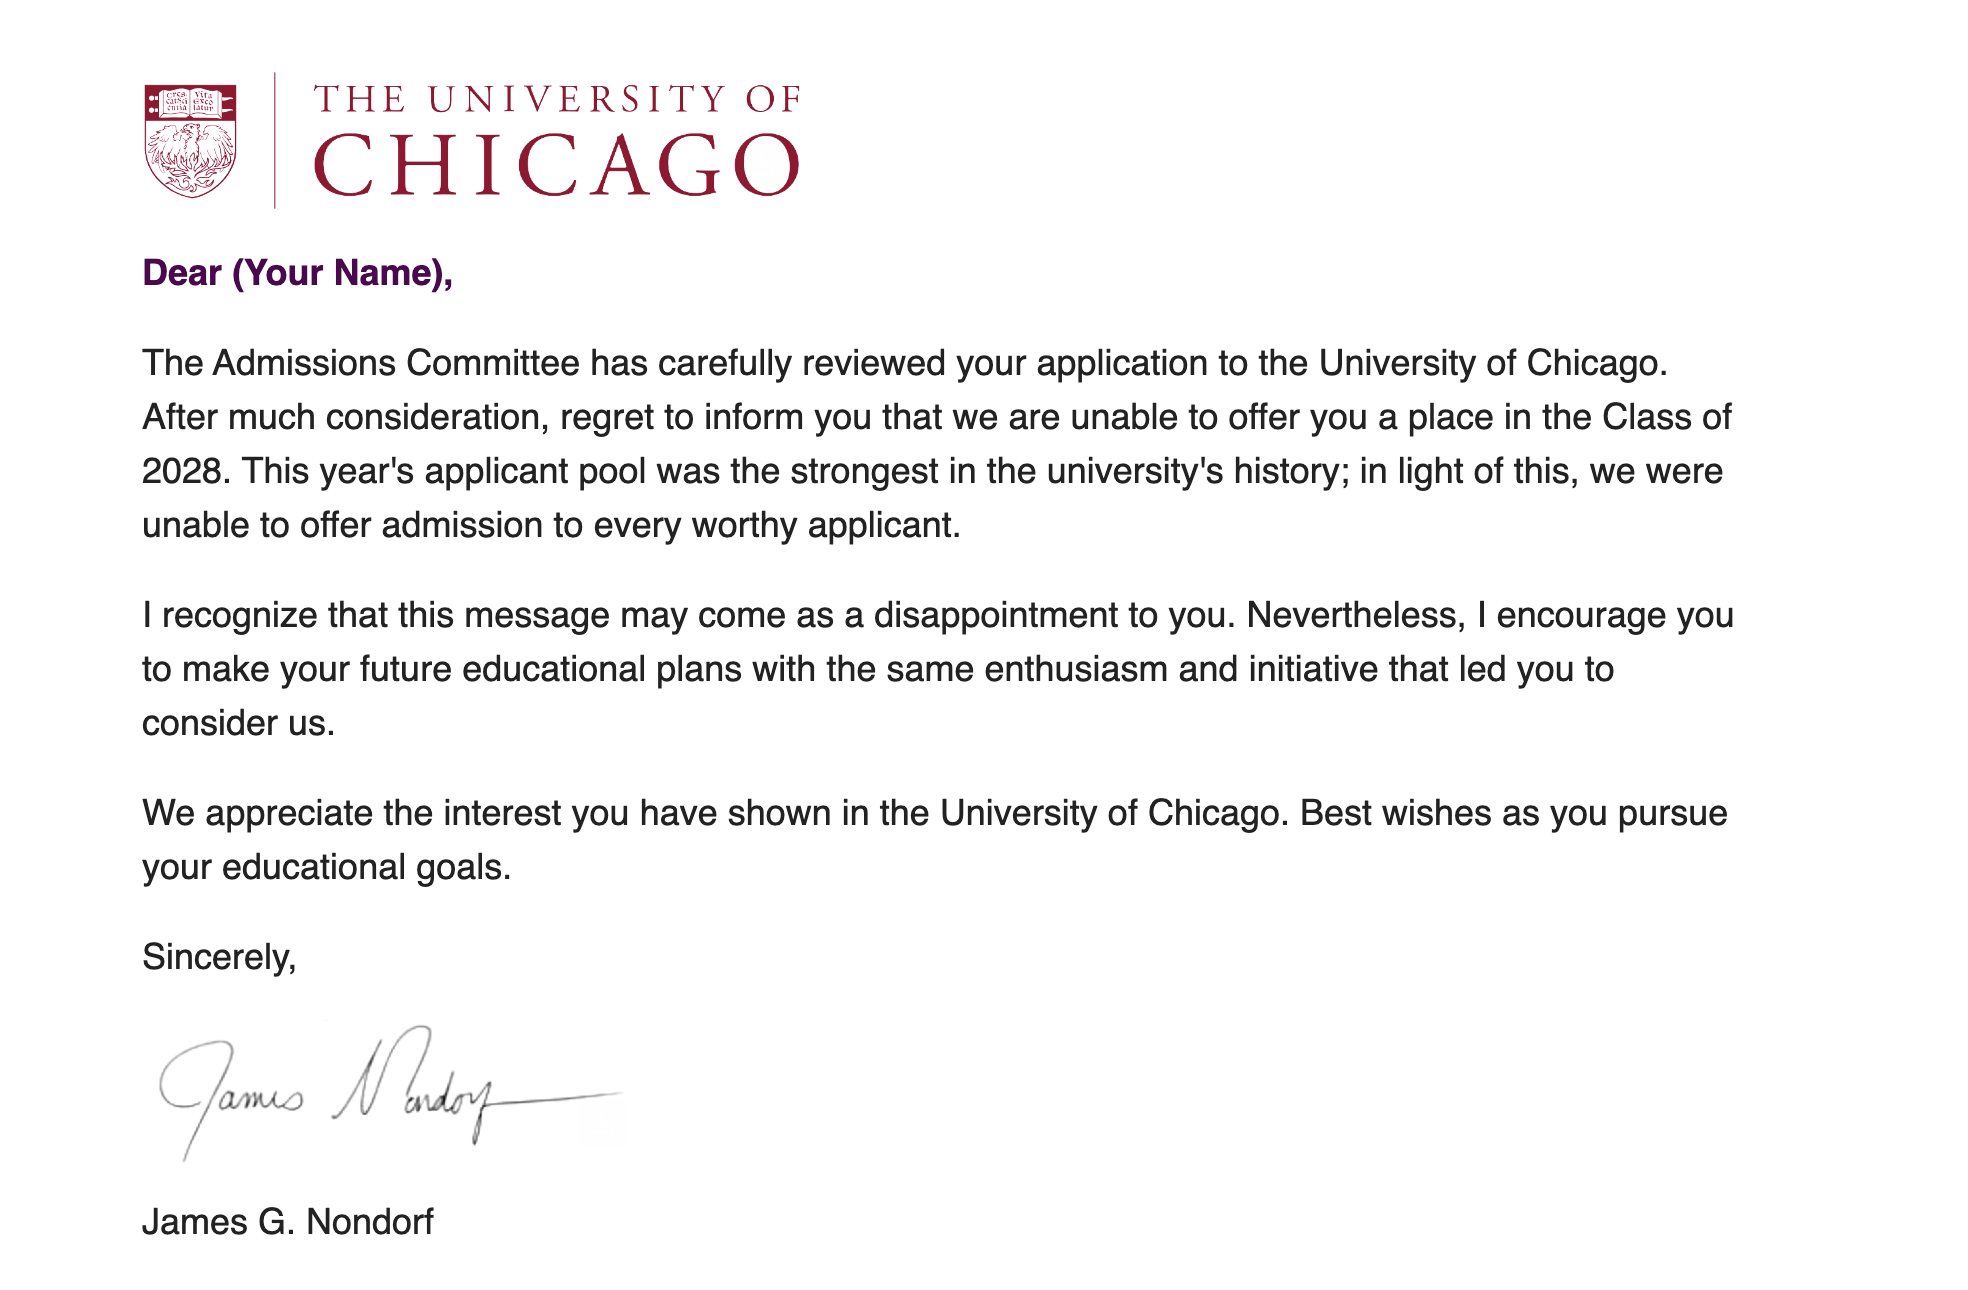 Cres
cat Sci
entia
Vita
Exco
latur
THE UNIVERSITY OF
CHICAGO
Dear (Your Name),
The Admissions Committee has carefully reviewed your application to the University of Chicago.
After much consideration, regret to inform you that we are unable to offer you a place in the Class of
2028. This year's applicant pool was the strongest in the university's history; in light of this, we were
unable to offer admission to every worthy applicant.
I recognize that this message may come as a disappointment to you. Nevertheless, I encourage you
to make your future educational plans with the same enthusiasm and initiative that led you to
consider us.
We appreciate the interest you have shown in the University of Chicago. Best wishes as you pursue
your educational goals.
Sincerely,
James Nondorf
James G. Nondorf